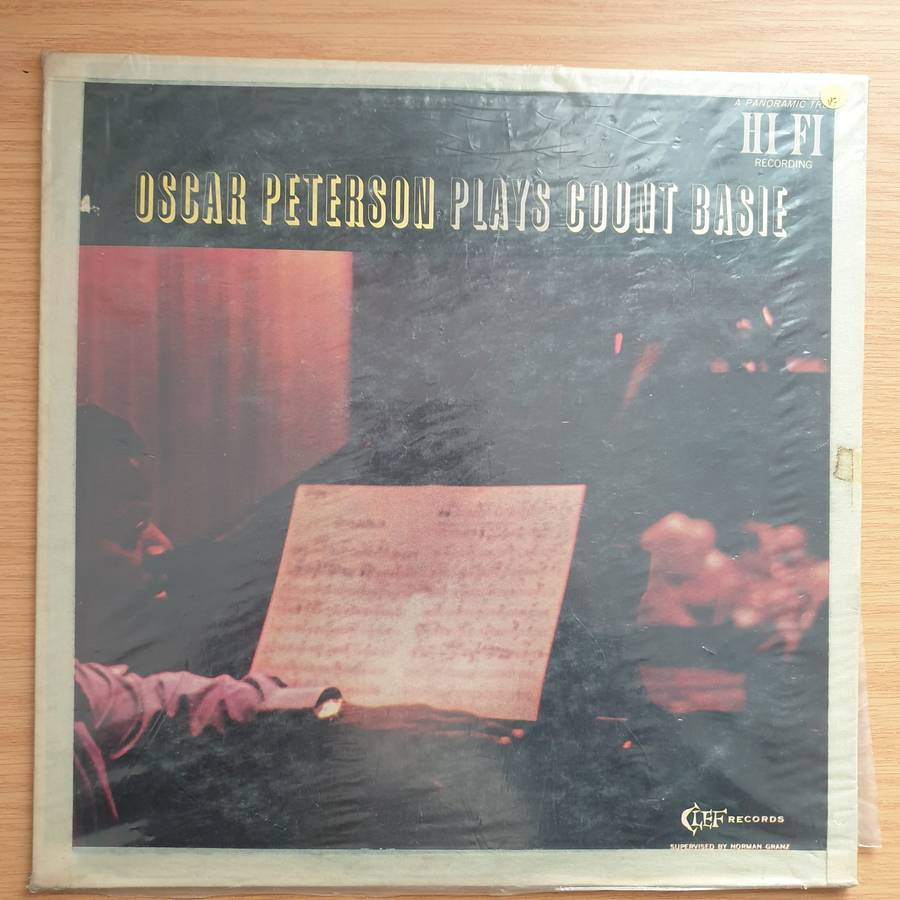 A PANORAMIC
HI FI
RECORDING
OSCAR PETERSON PLAYS COUNT BASIE
CLEF RECORDS
SUPERVISED BY NORMAN GRANZ